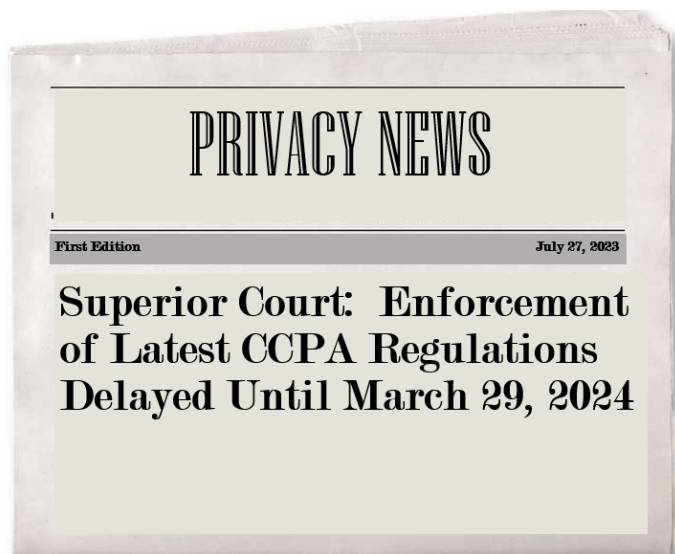 PRIVACY NEWS
First Edition July 27, 2023
Superior Court: Enforcement
of Latest CCPA Regulations
Delayed Until March 29, 2024